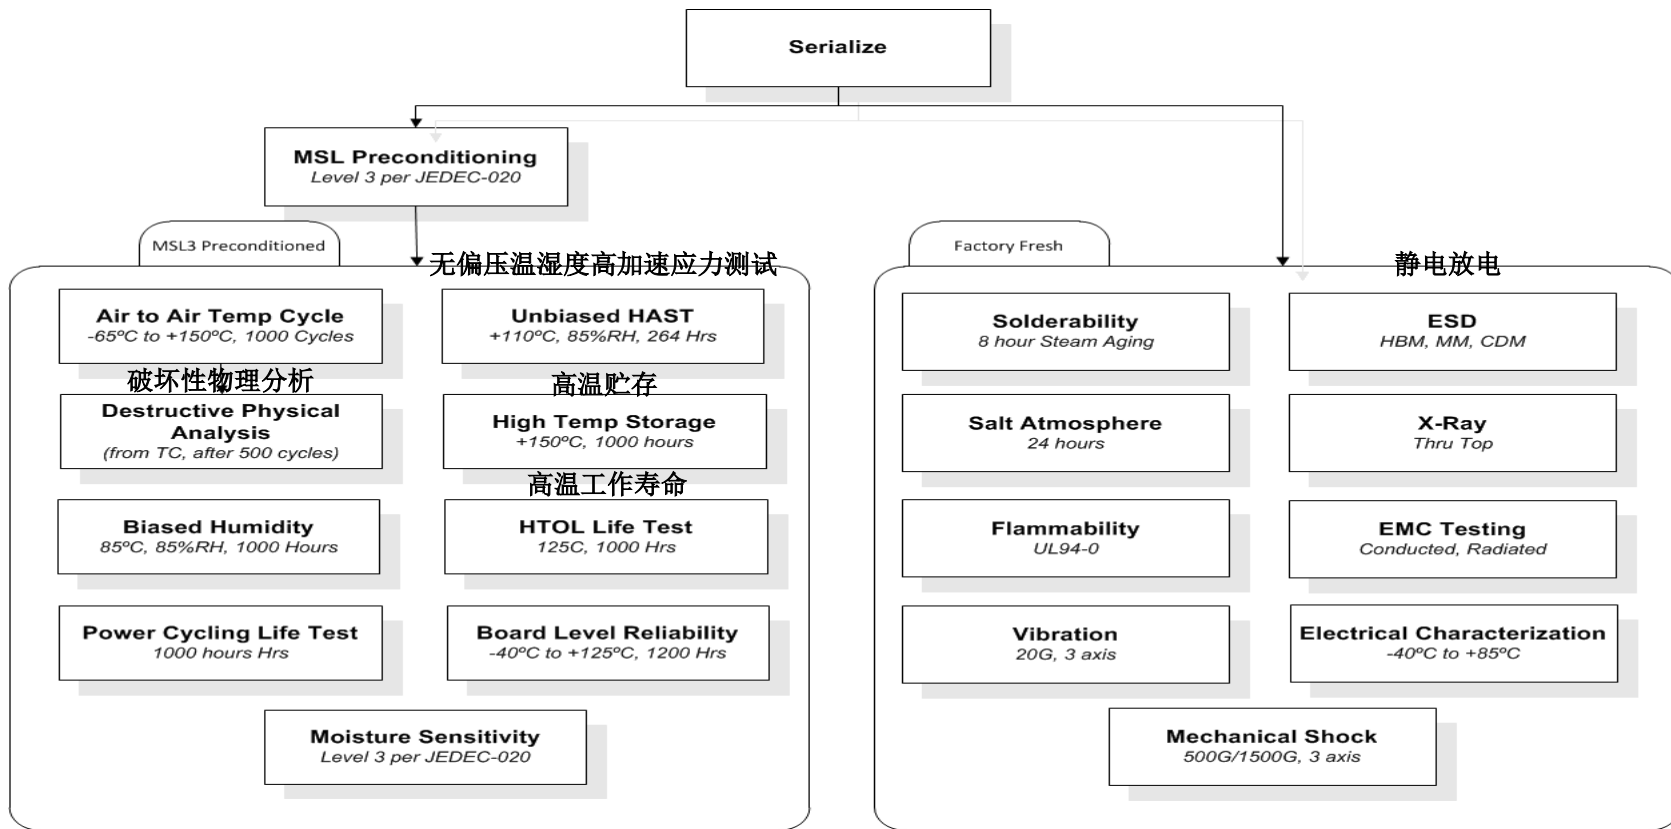 Serialize
MSL Preconditioning
Level 3 per JEDEC-020
MSL3 Preconditioned
无偏压温湿度高加速应力测试
Air to Air Temp Cycle
-65ºC to +150ºC, 1000 Cycles
Unbiased HAST
+110ºC, 85%RH, 264 Hrs
破坏性物理分析
高温贮存
Destructive Physical
Analysis
(from TC, after 500 cycles)
High Temp Storage
+150ºC, 1000 hours
高温工作寿命
Biased Humidity
85ºC, 85%RH, 1000 Hours
HTOL Life Test
125C, 1000 Hrs
Power Cycling Life Test
1000 hours Hrs
Board Level Reliability
-40ºC to +125ºC, 1200 Hrs
Moisture Sensitivity
Level 3 per JEDEC-020
Factory Fresh
静电放电
Solderability
8 hour Steam Aging
ESD
HBM, MM, CDM
Salt Atmosphere
24 hours
X-Ray
Thru Top
Flammability
UL94-0
EMC Testing
Conducted, Radiated
Vibration
20G, 3 axis
Electrical Characterization
-40ºC to +85ºC
Mechanical Shock
500G/1500G, 3 axis